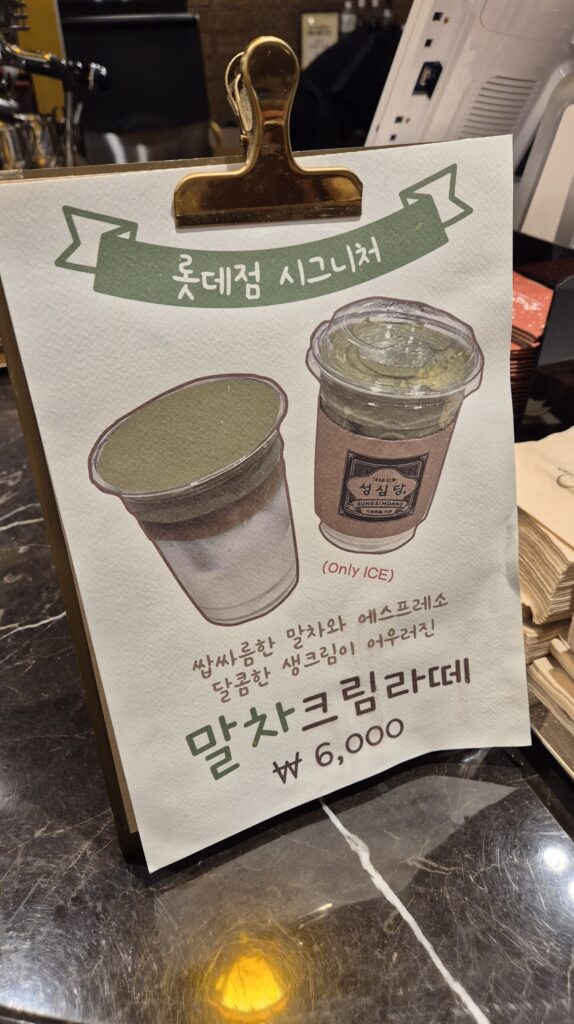 롯데점 시그니처
1956 以來
성심당
SUNGSIMDANG
(Only ICE)
쌉싸름한 말차와 에스프레소
달콤한 생크림이 어우러진
말차크림라떼
₩ 6,000